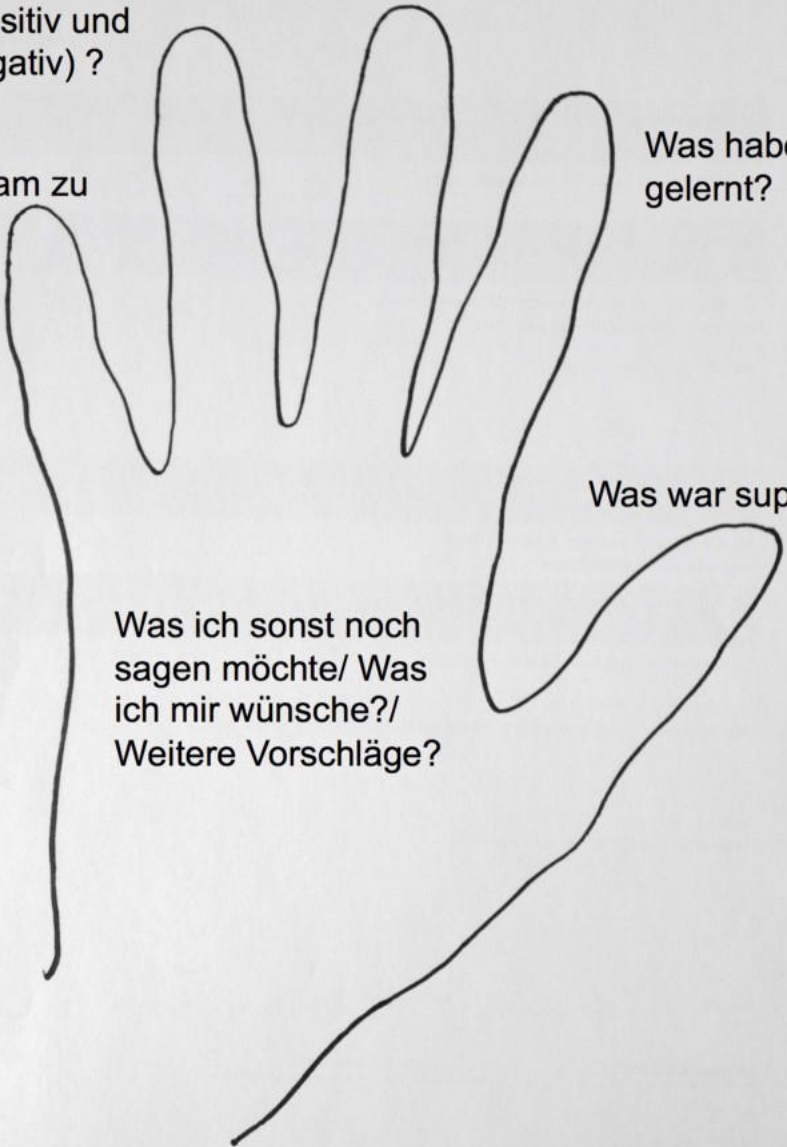 sitiv und
gativ) ?
am zu
Was habe
gelernt?
Was war sup
Was ich sonst noch
sagen möchte/ Was
ich mir wünsche?/
Weitere Vorschläge?